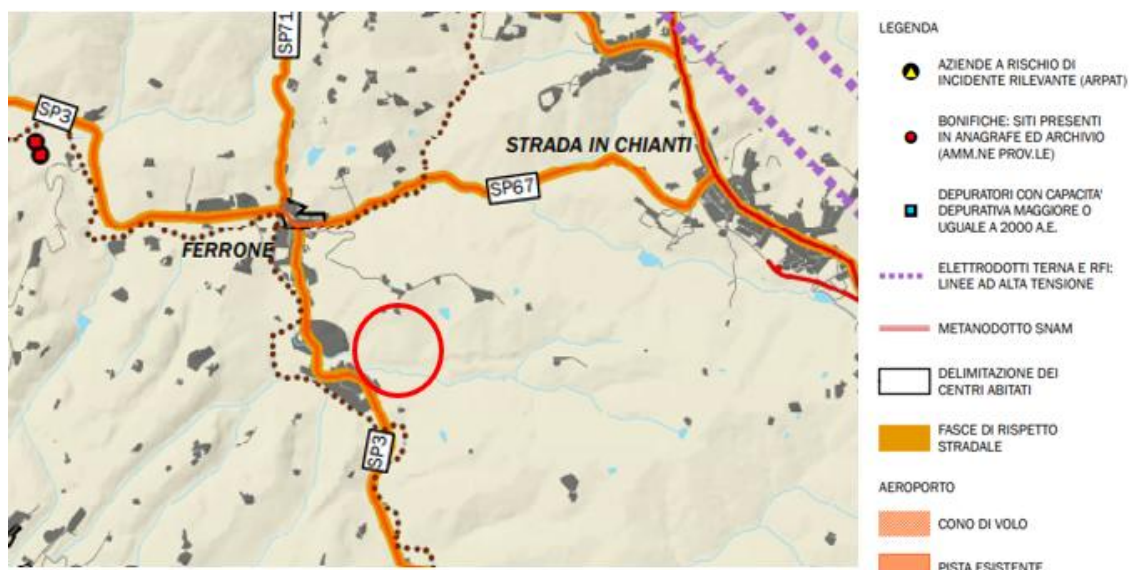 SP71
SP3
STRADA IN CHIANTI
SP67
FERRONE
SP3
LEGENDA
AZIENDE A RISCHIO DI
INCIDENTE RILEVANTE (ARPAT)
BONIFICHE: SITI PRESENTI
IN ANAGRAFE ED ARCHIVIO
(AMM.NE PROV.LE)
DEPURATORI CON CAPACITA'
DEPURATIVA MAGGIORE O
UGUALE A 2000 A.E.
ELETTRODOTTI TERNA E RFI:
LINEE AD ALTA TENSIONE
METANODOTTO SNAM
DELIMITAZIONE DEI
CENTRI ABITATI
FASCE DI RISPETTO
STRADALE
AEROPORTO
CONO DI VOLO
PISTA ESISTENTE